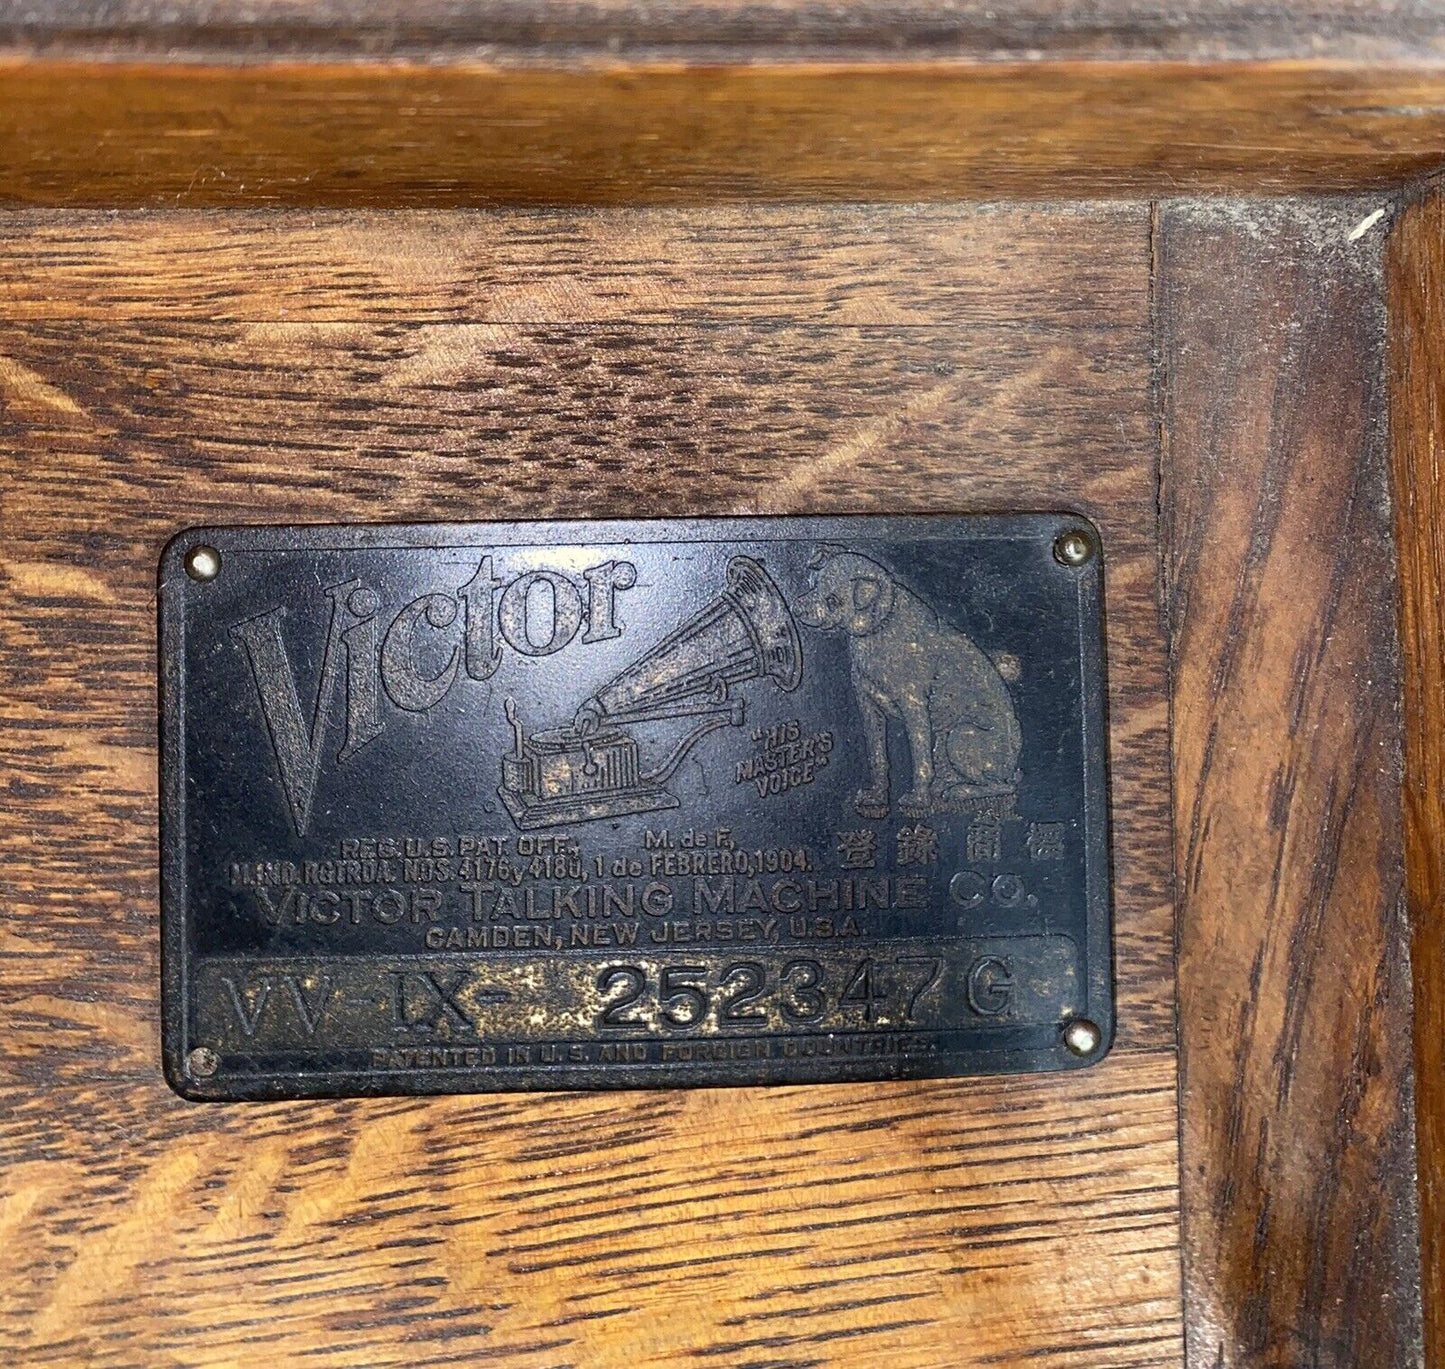 Victor
"HIS
MASTER'S
VOICE"
REG. U.S. PAT. OFF., M. de F.,
M. IND. RGTRDA. NOS. 4176 y 4180, 1 de FEBRERO, 1904. 登錄商標
VICTOR TALKING MACHINE CO.
CAMDEN, NEW JERSEY, U.S.A.
VV-IX- 252347 G
PATENTED IN U.S. AND FOREIGN COUNTRIES.